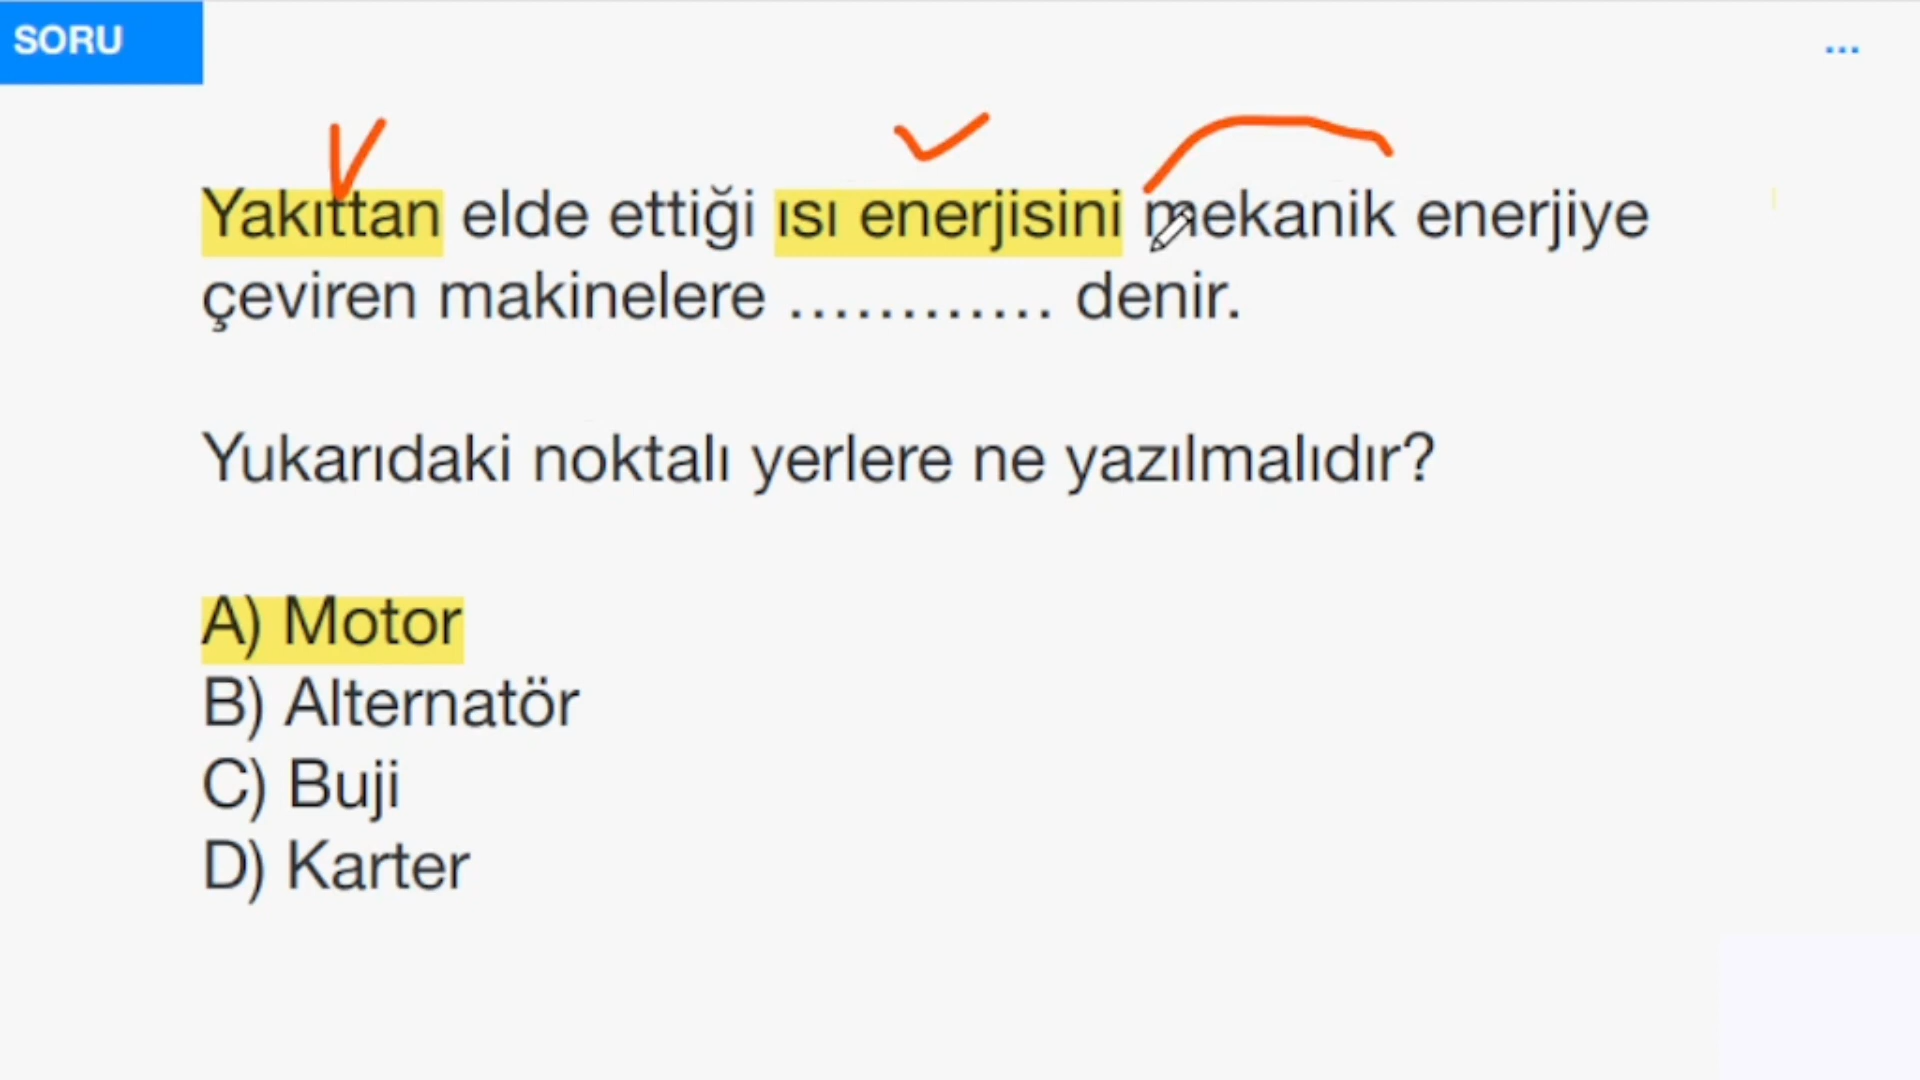 SORU
...
Yakıttan elde ettiği ısı enerjisini mekanik enerjiye
çeviren makinelere ............ denir.
Yukarıdaki noktalı yerlere ne yazılmalıdır?
A) Motor
B) Alternatör
C) Buji
D) Karter